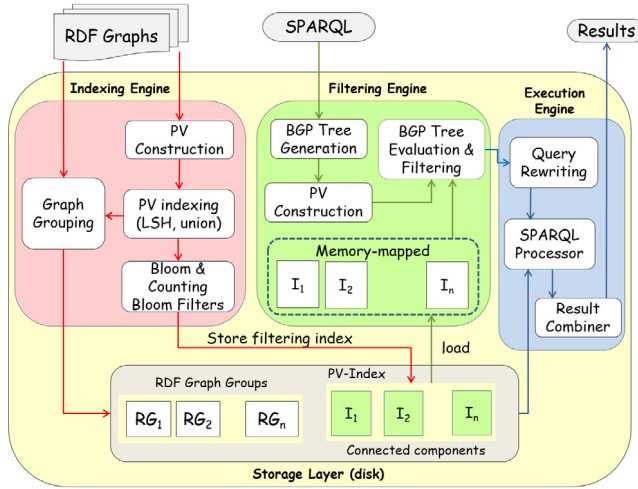 RDF Graphs
SPARQL
Results
Indexing Engine
Filtering Engine
Execution
Engine
PV
Construction
BGP Tree
Generation
BGP Tree
Evaluation &
Filtering
Query
Rewriting
Graph
Grouping
PV indexing
(LSH, union)
PV
Construction
SPARQL
Processor
Bloom &
Counting
Bloom Filters
Memory-mapped
I1
I2
In
Result
Combiner
Store filtering index
load
RDF Graph Groups
PV-Index
RG1
RG2
RGn
I1
I2
In
Connected components
Storage Layer (disk)